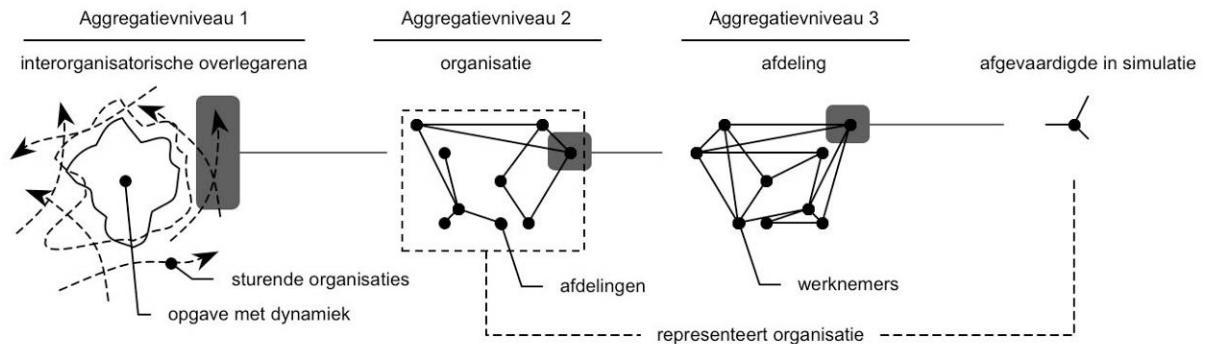 Aggregatievniveau 1
Aggregatievniveau 2
Aggregatievniveau 3
interorganisatorische overlegarena
organisatie
afdeling
afgevaardigde in simulatie
sturende organisaties
afdelingen
werknemers
opgave met dynamiek
representeert organisatie